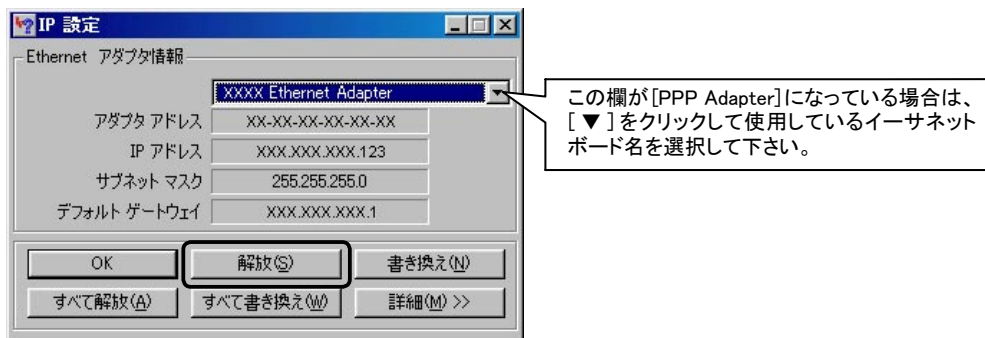 IP 設定
Ethernet アダプタ情報
XXXX Ethernet Adapter
アダプタ アドレス XX-XX-XX-XX-XX-XX
IP アドレス XXX.XXX.XXX.123
サブネット マスク 255.255.255.0
デフォルト ゲートウェイ XXX.XXX.XXX.1
OK 解放(S) 書き換え(N)
すべて解放(A) すべて書き換え(W) 詳細(M) >>
この欄が[PPP Adapter]になっている場合は、
[ ▼ ]をクリックして使用しているイーサネット
ボード名を選択して下さい。